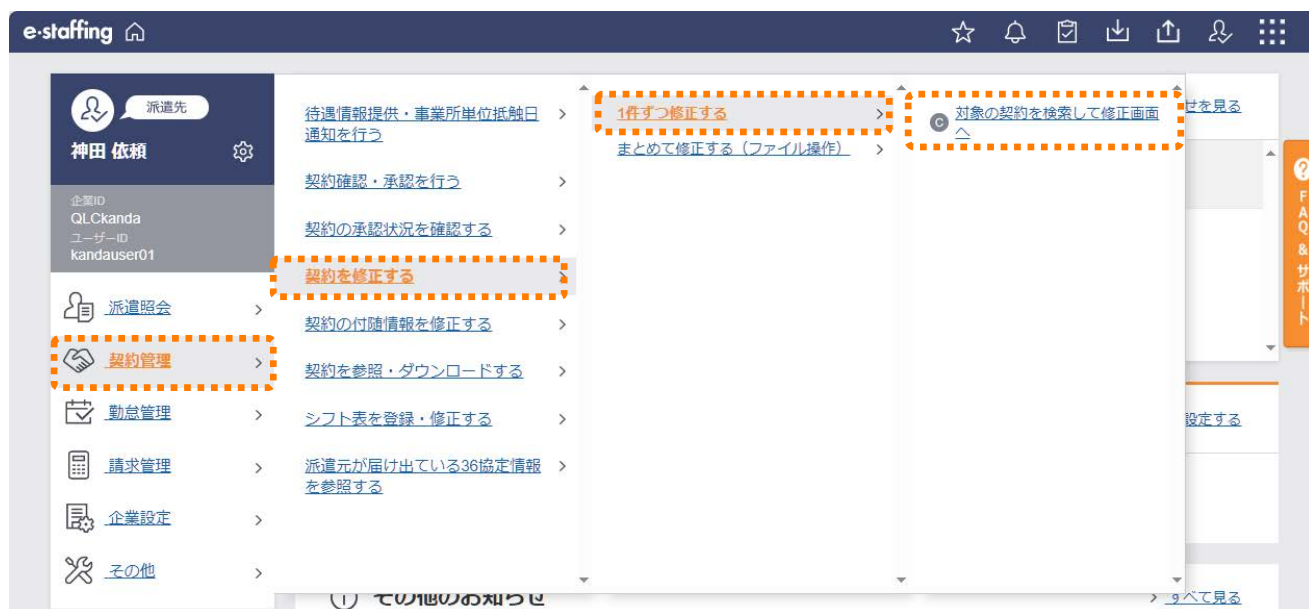 e-staffing
派遣先
神田 依頼
企業ID
QLCkanda
ユーザーID
kandauser01
派遣照会
契約管理
勤怠管理
請求管理
企業設定
その他
待遇情報提供・事業所単位抵触日
通知を行う
契約確認・承認を行う
契約の承認状況を確認する
契約を修正する
契約の付随情報を修正する
契約を参照・ダウンロードする
シフト表を登録・修正する
派遣元が届け出ている36協定情報
を参照する
1件ずつ修正する
まとめて修正する（ファイル操作）
C 対象の契約を検索して修正画面
へ
せを見る
設定する
その他のお知らせ
すべて見る
? FAQ & サポート